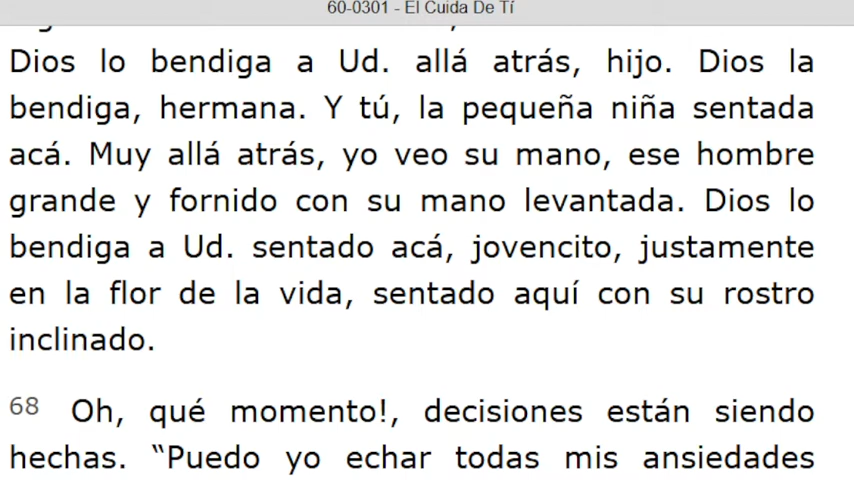 60-0301 - El Cuida De Tí
Dios lo bendiga a Ud. allá atrás, hijo. Dios la
bendiga, hermana. Y tú, la pequeña niña sentada
acá. Muy allá atrás, yo veo su mano, ese hombre
grande y fornido con su mano levantada. Dios lo
bendiga a Ud. sentado acá, jovencito, justamente
en la flor de la vida, sentado aquí con su rostro
inclinado.
68 Oh, qué momento!, decisiones están siendo
hechas. “Puedo yo echar todas mis ansiedades